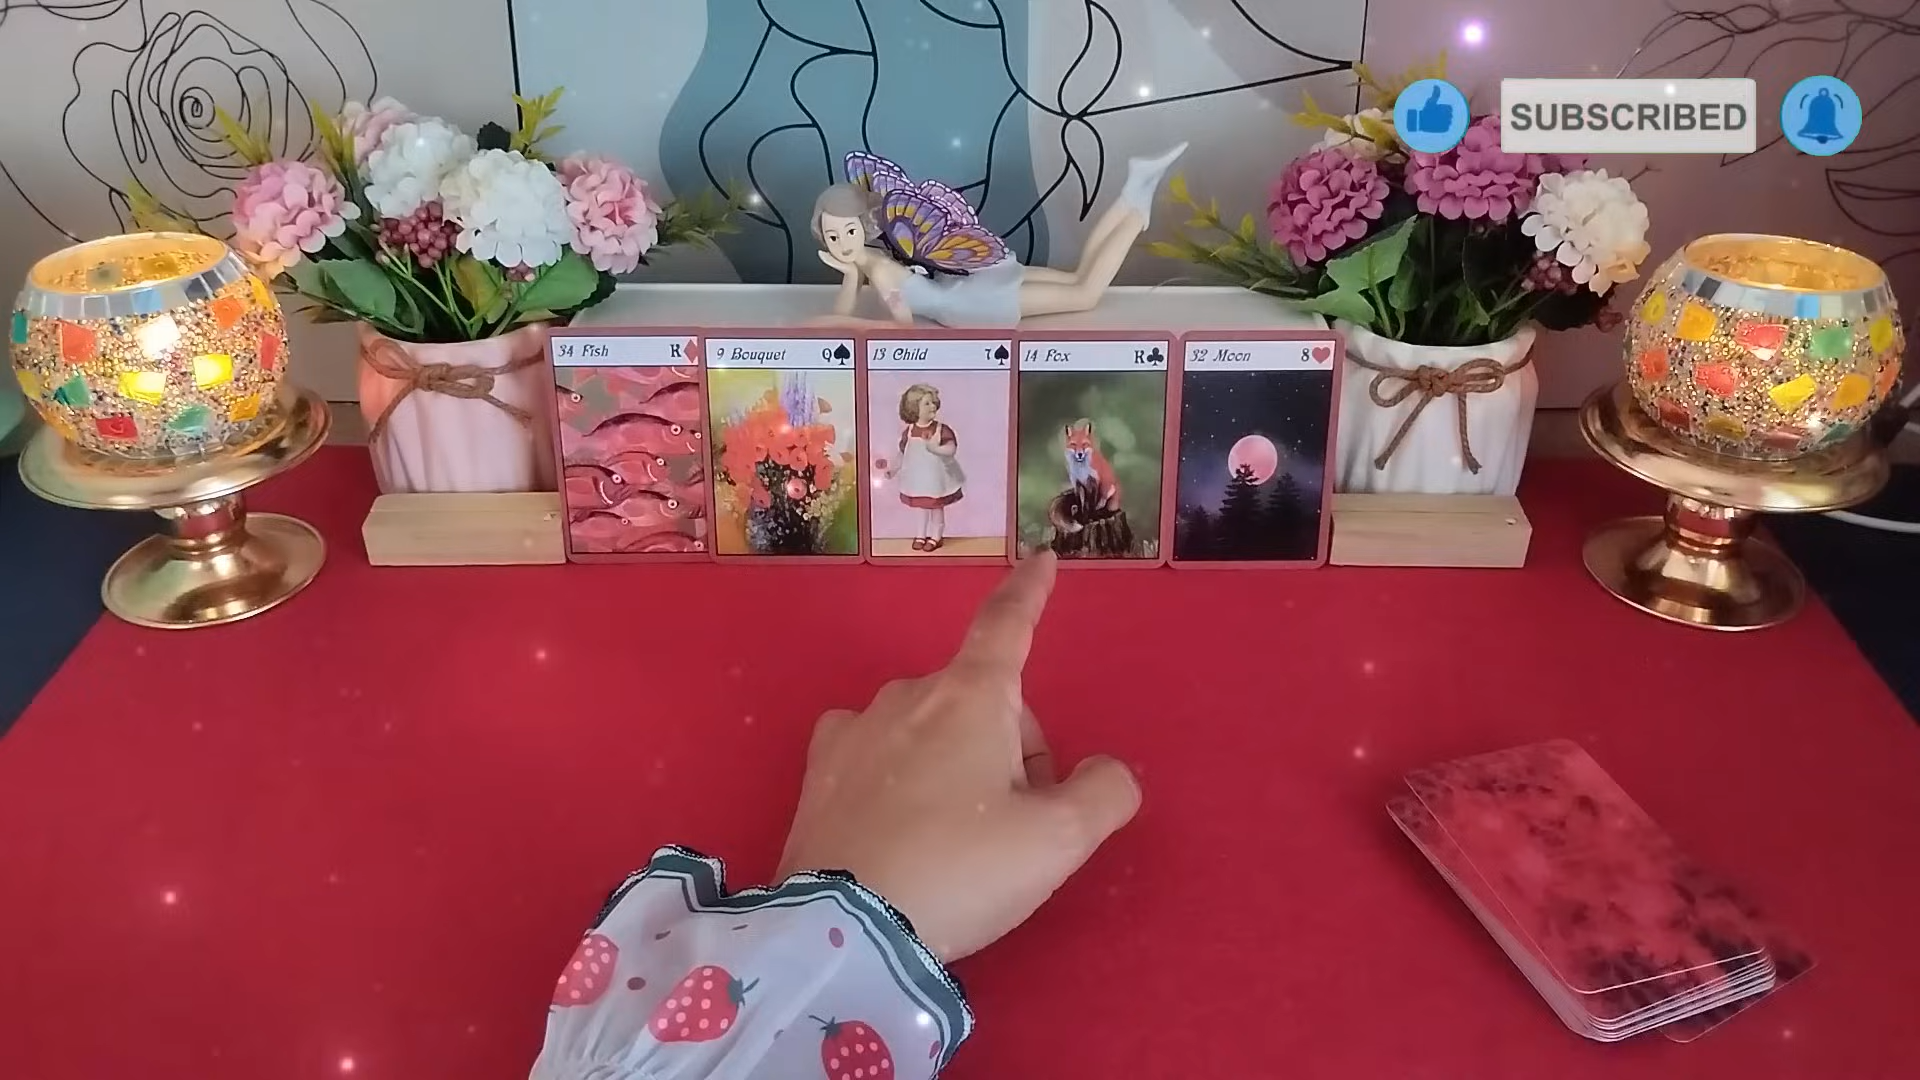 SUBSCRIBED
34 Fish K♦
9 Bouquet Q♠
13 Child 7♠
14 Fox K♣
32 Moon 8♥